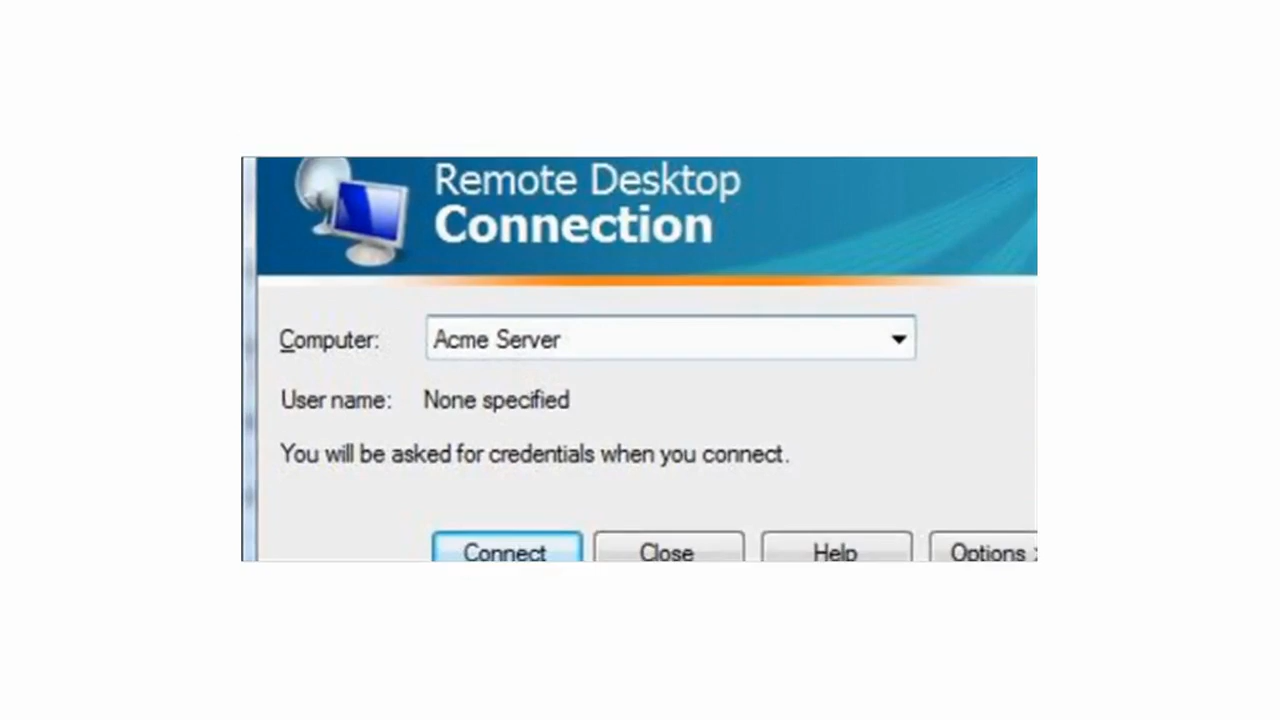 Remote Desktop
Connection
Computer: Acme Server
User name: None specified
You will be asked for credentials when you connect.
Connect Close Help Options